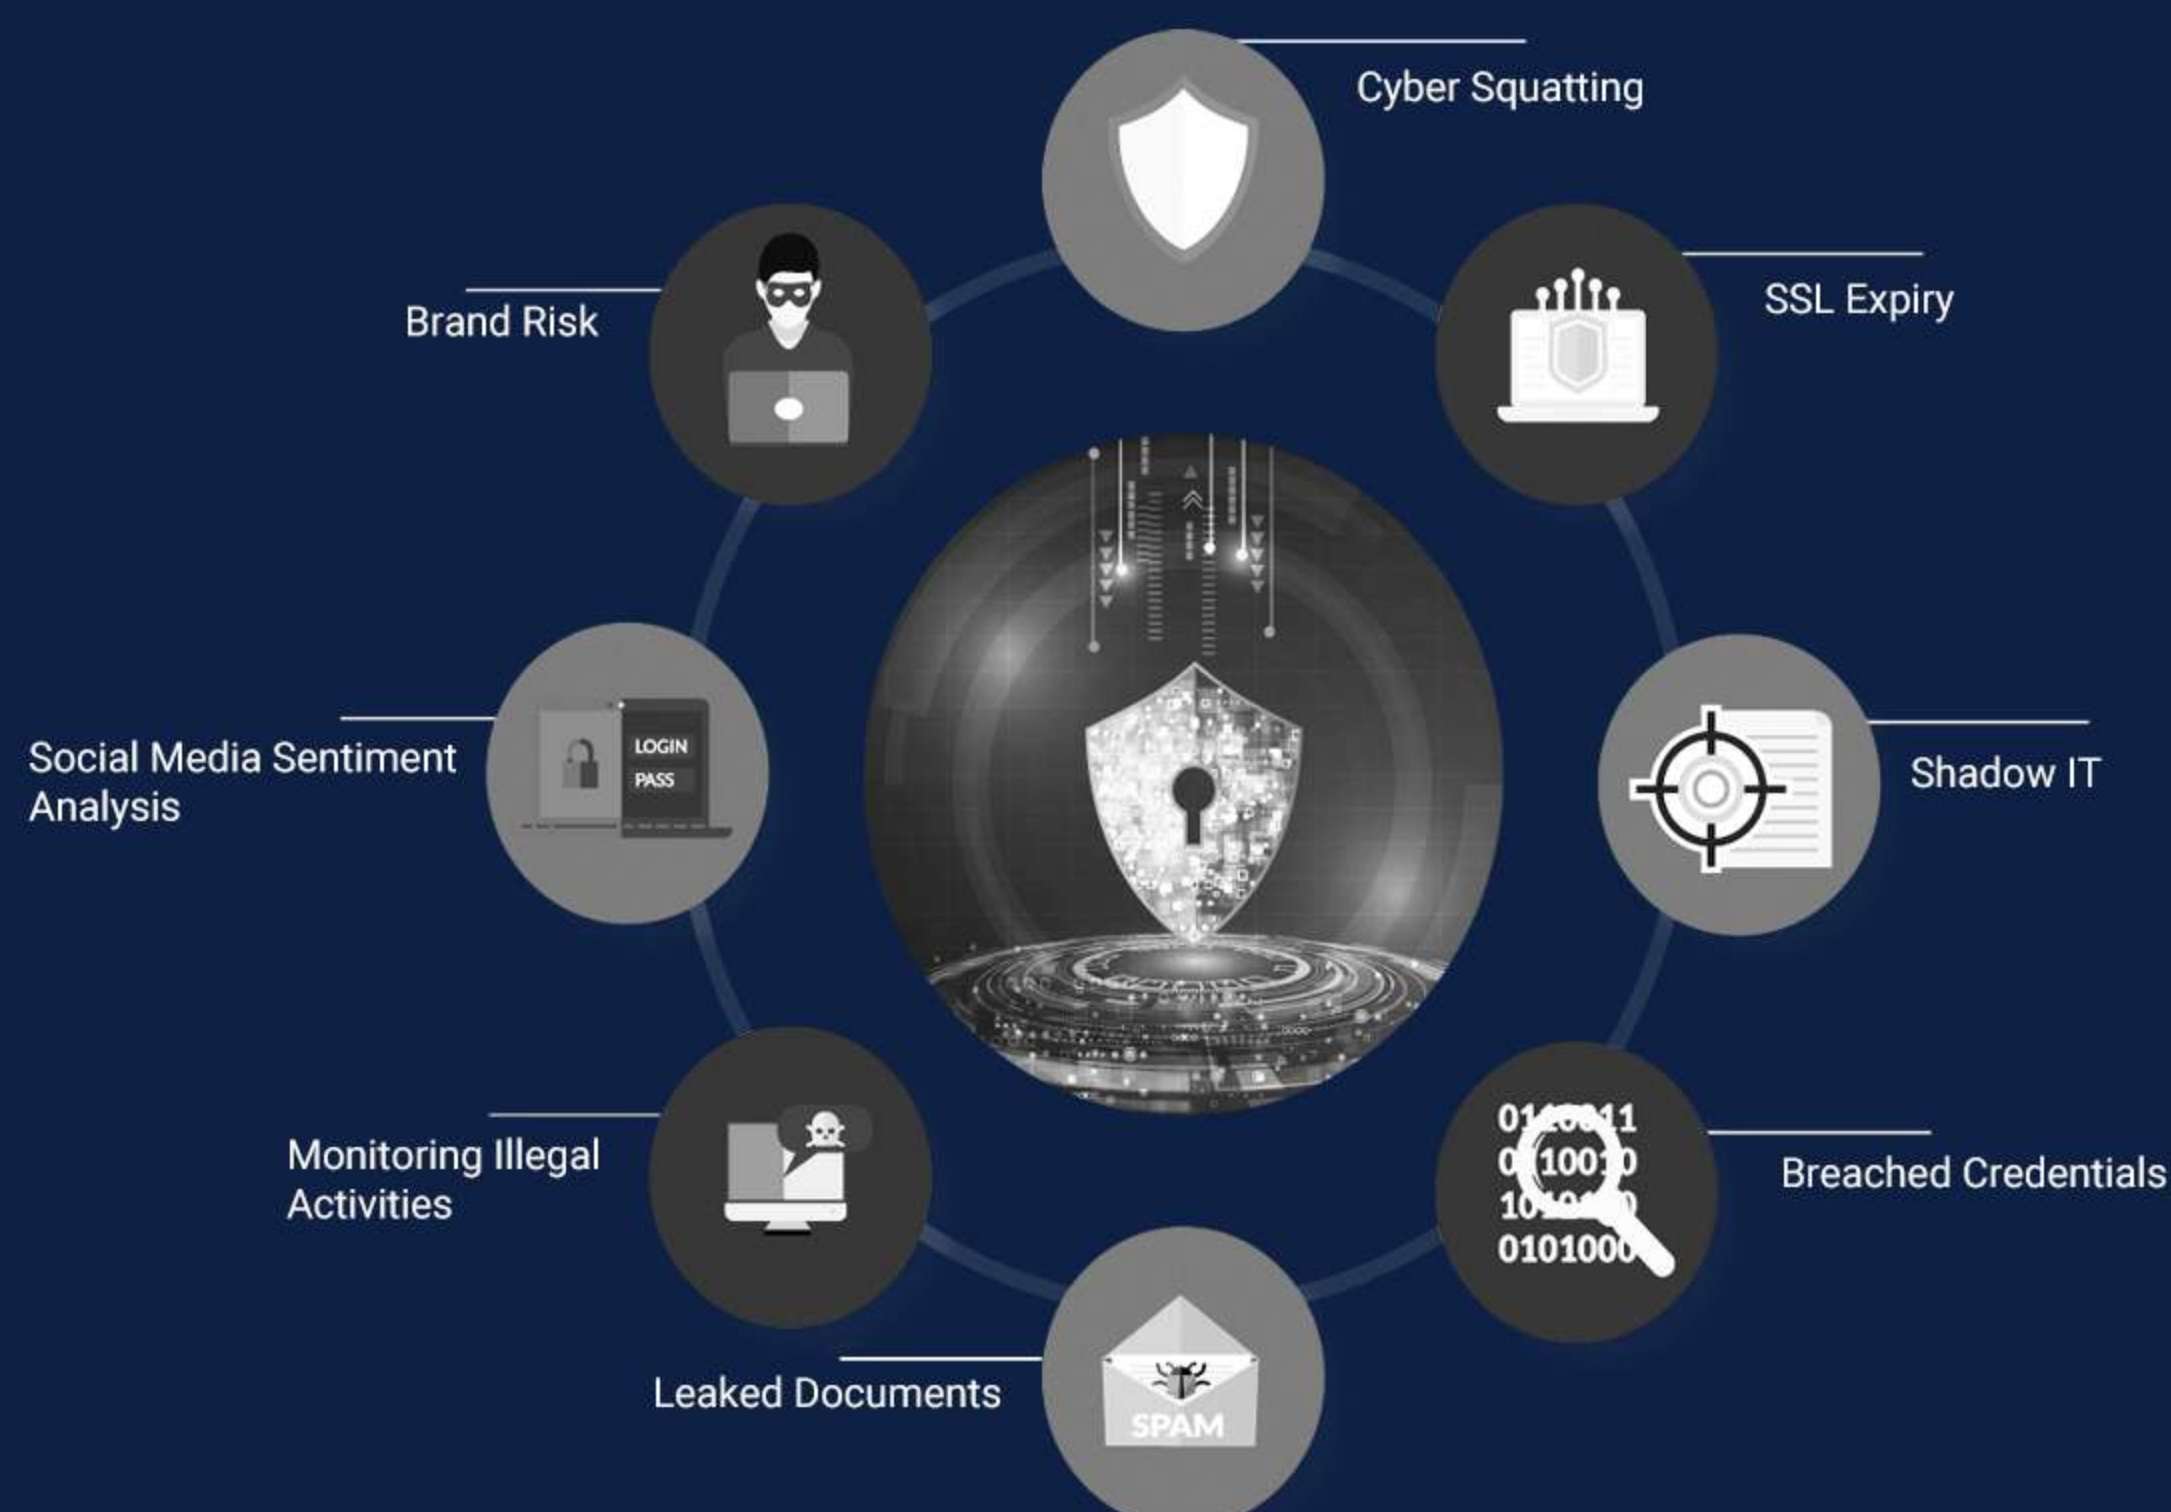 Cyber Squatting
Brand Risk
SSL Expiry
Social Media Sentiment
Analysis
LOGIN
PASS
Shadow IT
Monitoring Illegal
Activities
Breached Credentials
0101000
Leaked Documents
SPAM